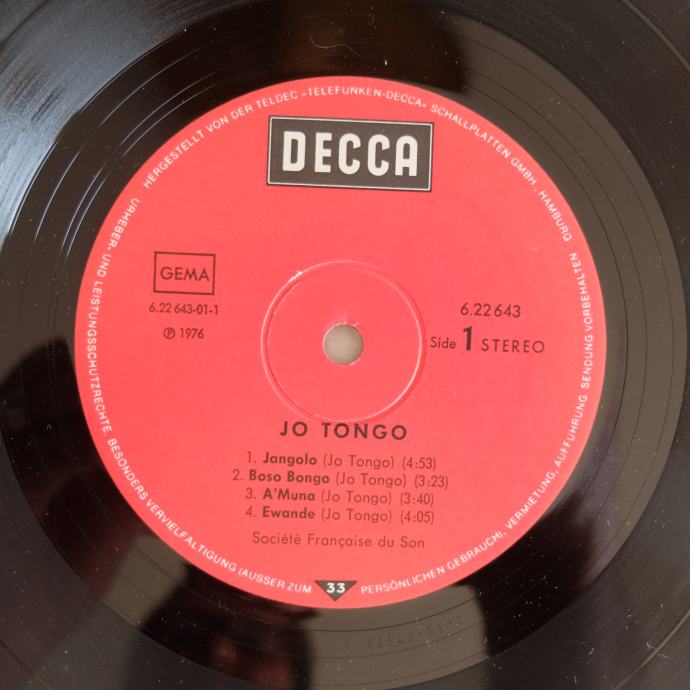 HERGESTELLT VON DER TELDEC »TELEFUNKEN-DECCA« SCHALLPLATTEN GMBH., HAMBURG
DECCA
GEMA
6.22 643-01-1
℗ 1976
6.22643
Side 1 STEREO
JO TONGO
1. Jangolo (Jo Tongo) (4:53)
2. Boso Bongo (Jo Tongo) (3:23)
3. A'Muna (Jo Tongo) (3:40)
4. Ewande (Jo Tongo) (4:05)
Société Française du Son
URHEBER- UND LEISTUNGSSCHUTZRECHTE, BESONDERS VERVIELFÄLTIGUNG (AUSSER ZUM PERSÖNLICHEN GEBRAUCH), VERMIETUNG, AUFFÜHRUNG, SENDUNG VORBEHALTEN
33